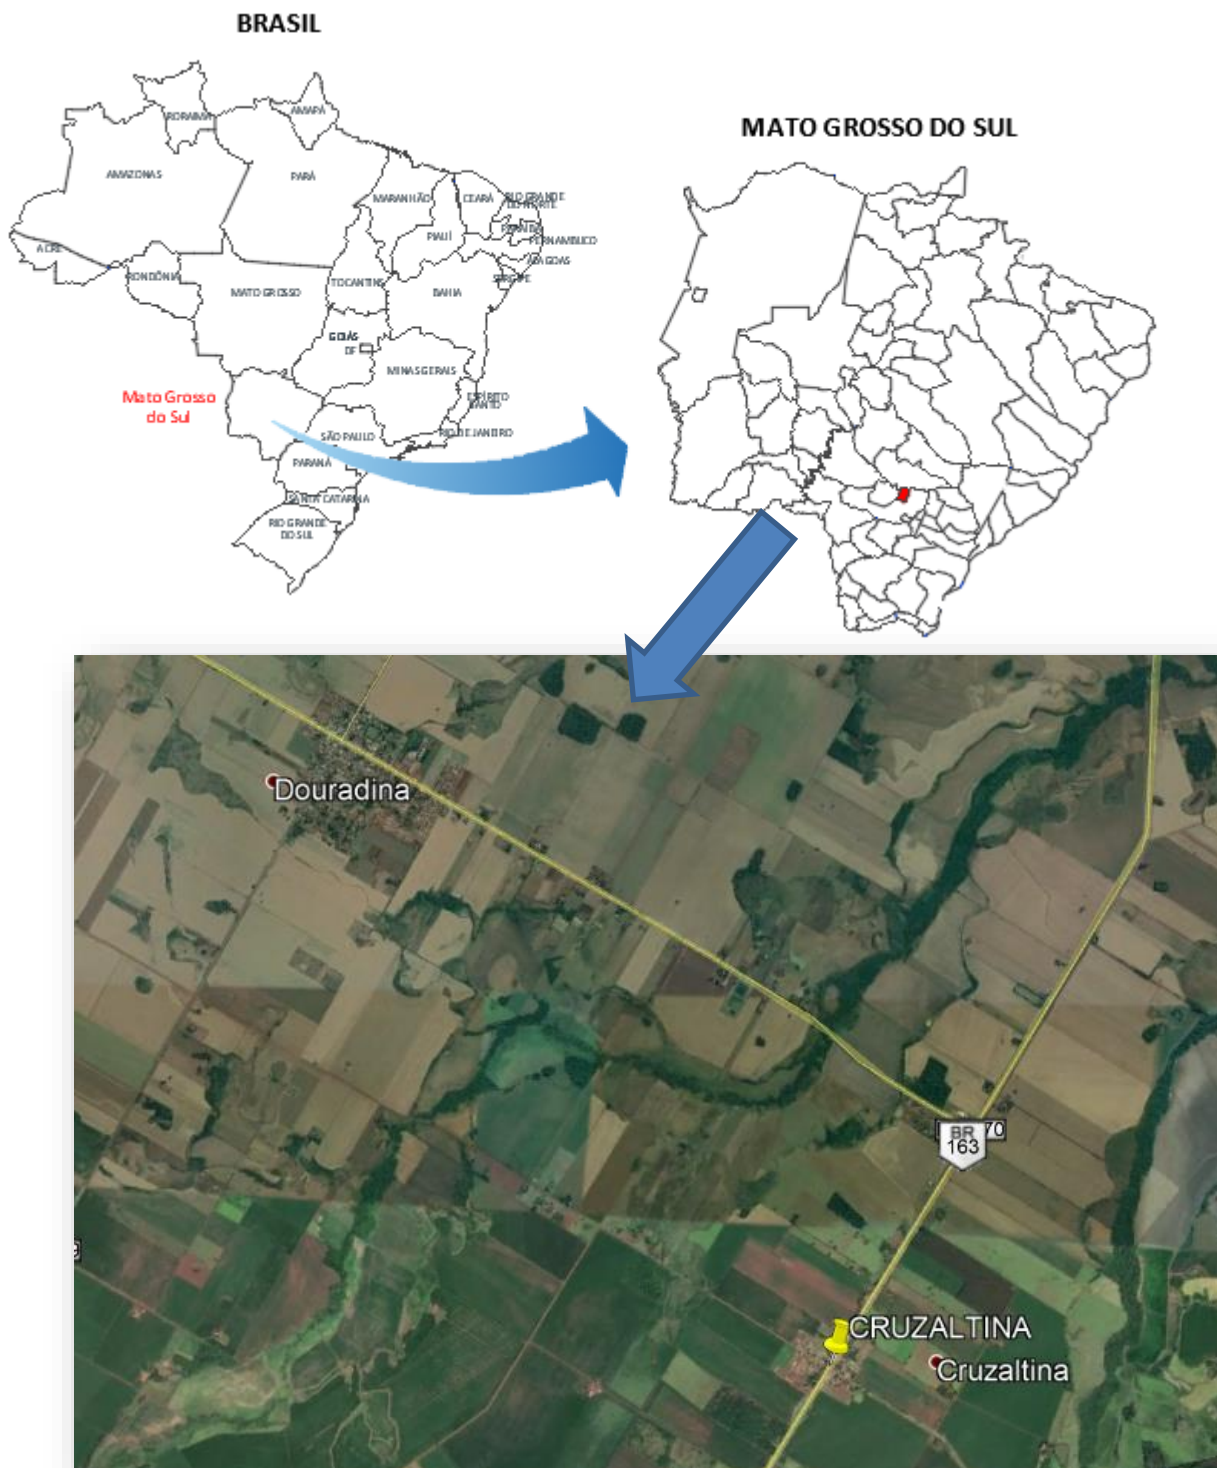 BRASIL
MATO GROSSO DO SUL
RORAIMA
AMAPÁ
AMAZONAS
PARÁ
MARANHÃO
CEARÁ
RIO GRANDE
DO NORTE
PIAUÍ
PERNAMBUCO
ALAGOAS
ACRE
RONDÔNIA
TOCANTINS
SERGIPE
MATO GROSSO
BAHIA
GOIÁS
DF
MINAS GERAIS
Mato Grosso
do Sul
ESPÍRITO
SANTO
SÃO PAULO
RIO DE JANEIRO
PARANÁ
SANTA CATARINA
RIO GRANDE
DO SUL
Douradina
BR
163
70
CRUZALTINA
Cruzaltina